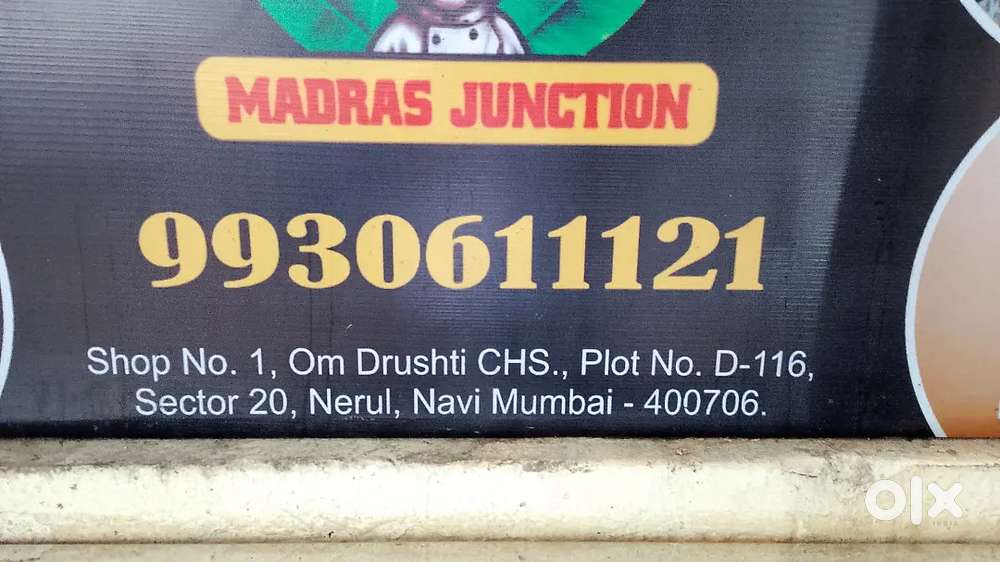 MADRAS JUNCTION
9930611121
Shop No. 1, Om Drushti CHS., Plot No. D-116,
Sector 20, Nerul, Navi Mumbai - 400706.
olx
INDIA